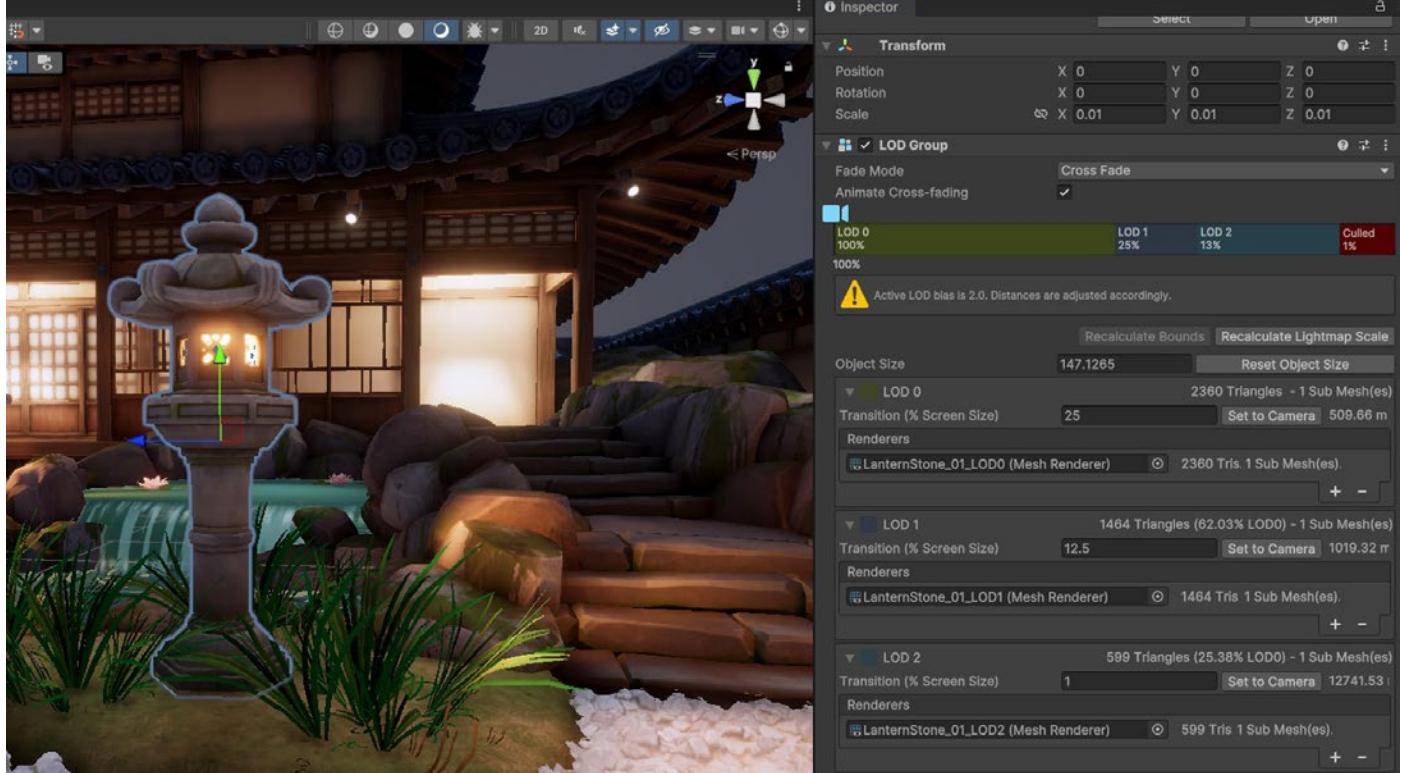 2D
y
z
< Persp
Inspector
Select Open
Transform
Position X 0 Y 0 Z 0
Rotation X 0 Y 0 Z 0
Scale X 0.01 Y 0.01 Z 0.01
LOD Group
Fade Mode Cross Fade
Animate Cross-fading
LOD 0 LOD 1 LOD 2 Culled
100% 25% 13% 1%
100%
Active LOD bias is 2.0. Distances are adjusted accordingly.
Recalculate Bounds Recalculate Lightmap Scale
Object Size 147.1265 Reset Object Size
LOD 0 2360 Triangles - 1 Sub Mesh(es)
Transition (% Screen Size) 25 Set to Camera 509.66 m
Renderers
LanternStone_01_LOD0 (Mesh Renderer) 2360 Tris. 1 Sub Mesh(es).
+ -
LOD 1 1464 Triangles (62.03% LOD0) - 1 Sub Mesh(es)
Transition (% Screen Size) 12.5 Set to Camera 1019.32 m
Renderers
LanternStone_01_LOD1 (Mesh Renderer) 1464 Tris 1 Sub Mesh(es).
+ -
LOD 2 599 Triangles (25.38% LOD0) - 1 Sub Mesh(es)
Transition (% Screen Size) 1 Set to Camera 12741.53
Renderers
LanternStone_01_LOD2 (Mesh Renderer) 599 Tris 1 Sub Mesh(es).
+ -